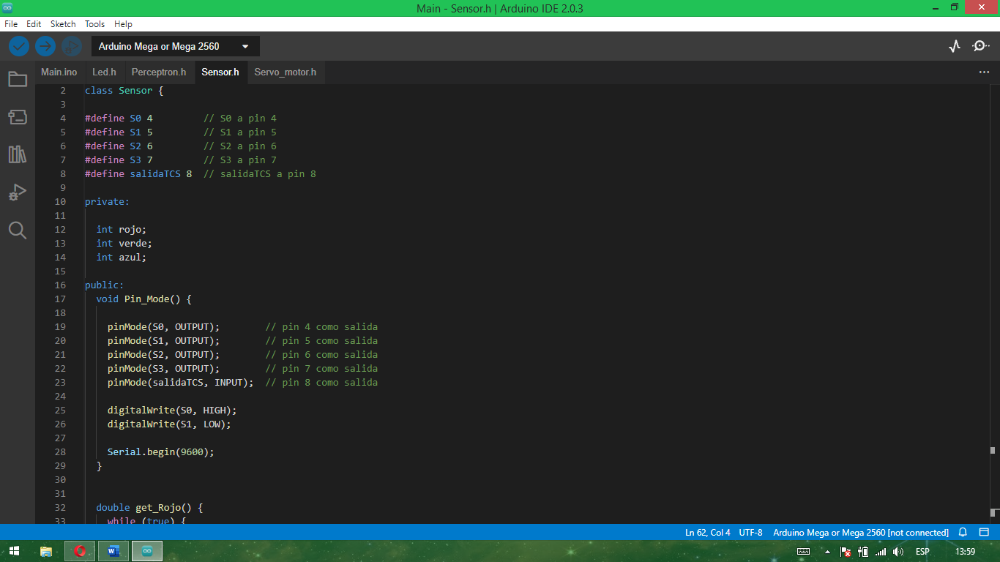 Main - Sensor.h | Arduino IDE 2.0.3
File Edit Sketch Tools Help
Arduino Mega or Mega 2560
Main.ino Led.h Perceptron.h Sensor.h Servo_motor.h
2 class Sensor {
3
4 #define S0 4 // S0 a pin 4
5 #define S1 5 // S1 a pin 5
6 #define S2 6 // S2 a pin 6
7 #define S3 7 // S3 a pin 7
8 #define salidaTCS 8 // salidaTCS a pin 8
9
10 private:
11
12 int rojo;
13 int verde;
14 int azul;
15
16 public:
17 void Pin_Mode() {
18
19 pinMode(S0, OUTPUT); // pin 4 como salida
20 pinMode(S1, OUTPUT); // pin 5 como salida
21 pinMode(S2, OUTPUT); // pin 6 como salida
22 pinMode(S3, OUTPUT); // pin 7 como salida
23 pinMode(salidaTCS, INPUT); // pin 8 como salida
24
25 digitalWrite(S0, HIGH);
26 digitalWrite(S1, LOW);
27
28 Serial.begin(9600);
29 }
30
31
32 double get_Rojo() {
33 while (true) {
Ln 62, Col 4 UTF-8 Arduino Mega or Mega 2560 [not connected]
ESP 13:59